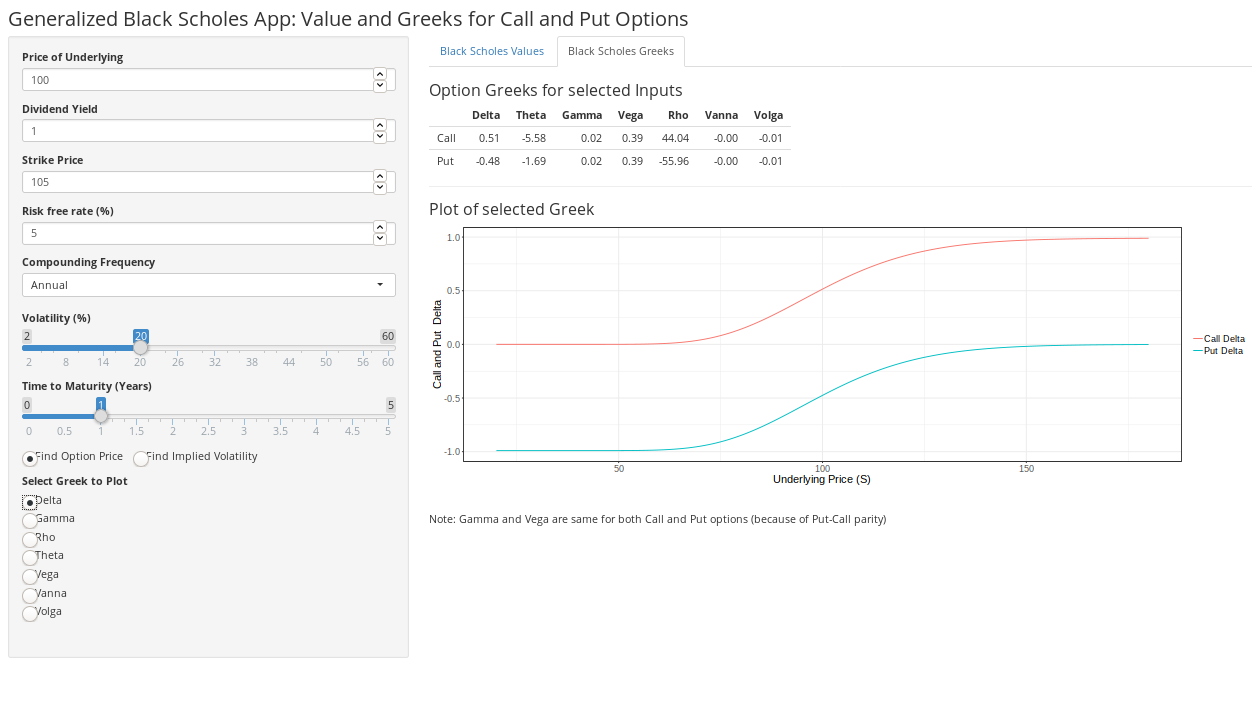 Generalized Black Scholes App: Value and Greeks for Call and Put Options
Price of Underlying
100
Dividend Yield
1
Strike Price
105
Risk free rate (%)
5
Compounding Frequency
Annual
Volatility (%)
2 20 60
2 8 14 20 26 32 38 44 50 56 60
Time to Maturity (Years)
0 1 5
0 0.5 1 1.5 2 2.5 3 3.5 4 4.5 5
Find Option Price Find Implied Volatility
Select Greek to Plot
Delta
Gamma
Rho
Theta
Vega
Vanna
Volga
Black Scholes Values Black Scholes Greeks
Option Greeks for selected Inputs
Delta Theta Gamma Vega Rho Vanna Volga
Call 0.51 -5.58 0.02 0.39 44.04 -0.00 -0.01
Put -0.48 -1.69 0.02 0.39 -55.96 -0.00 -0.01
Plot of selected Greek
Call and Put Delta
1.0
0.5
0.0
-0.5
-1.0
50 100 150
Underlying Price (S)
Call Delta
Put Delta
Note: Gamma and Vega are same for both Call and Put options (because of Put-Call parity)